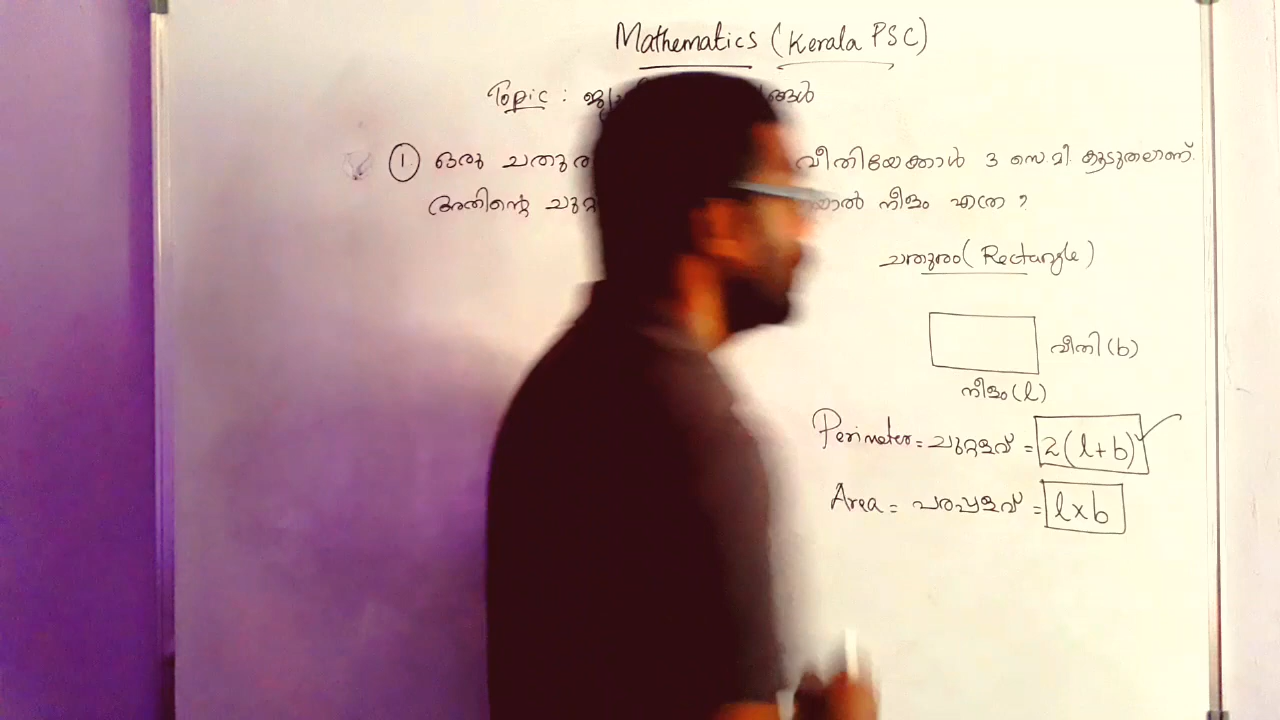 Mathematics (Kerala PSC)
Topic : ങ്ങൾ
① ഒരു ചതുര വീതിയേക്കാൾ 3 സെ.മി. കൂടുതലാണ്.
അതിന്റെ ചുറ്റ യാൽ നീളം എത്ര ?
ചതുരം (Rectangle)
വീതി (b)
നീളം (l)
Perimeter = ചുറ്റളവ് = 2(l+b)
Area = പരപ്പളവ് = l×b